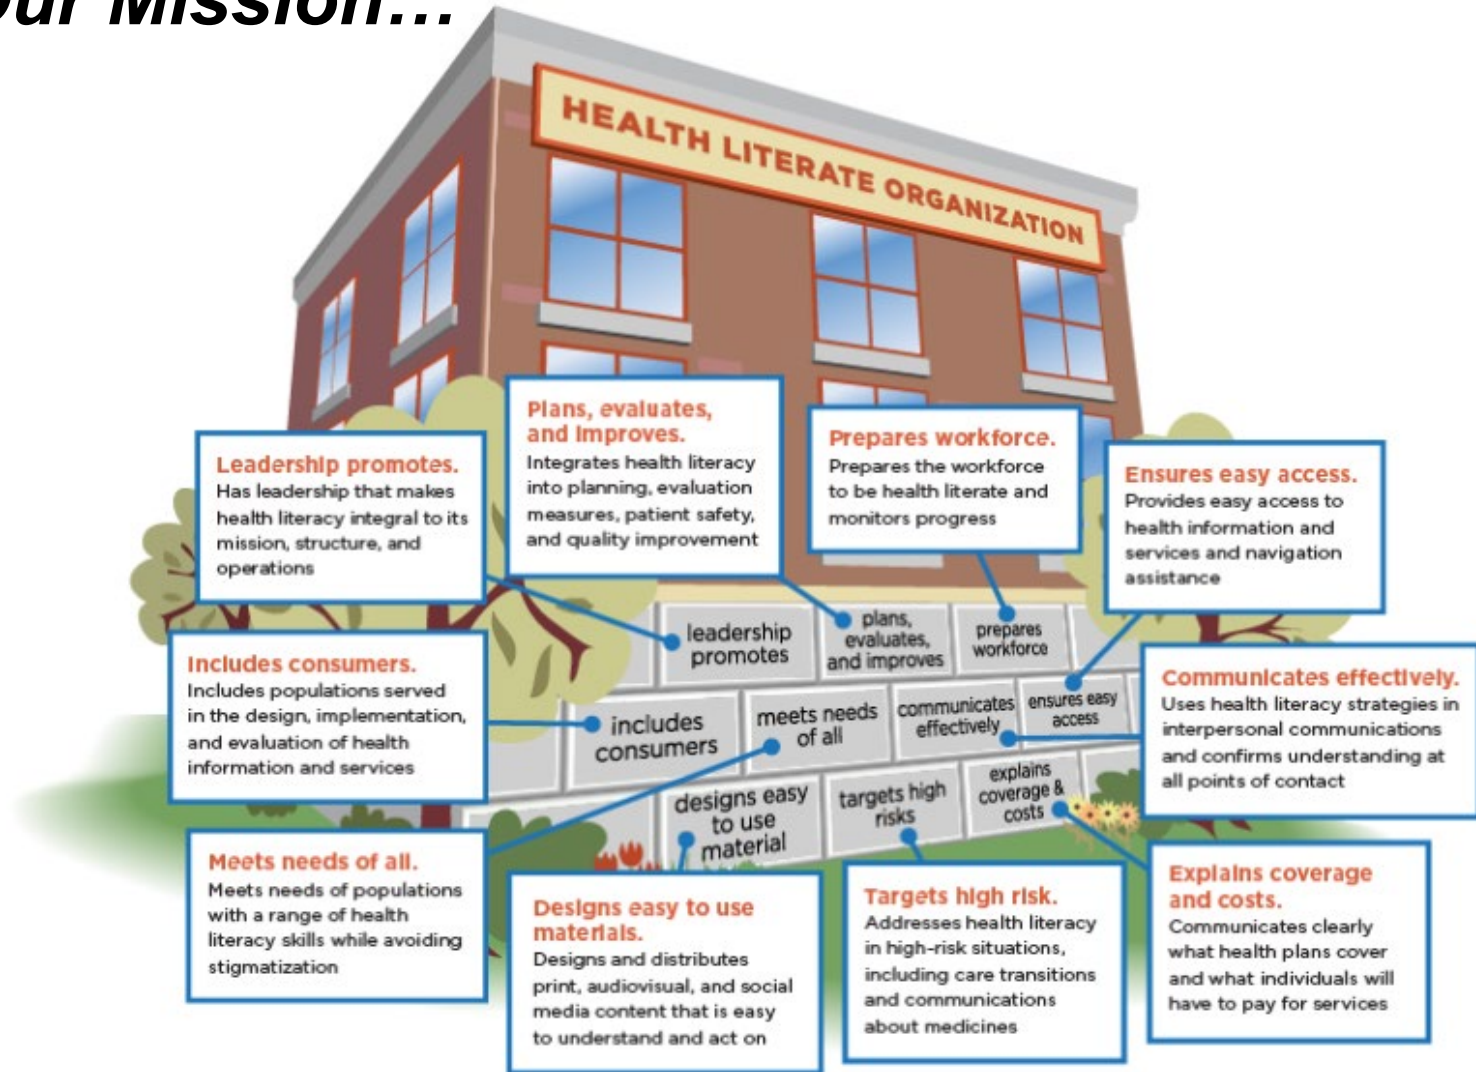 Our Mission...
HEALTH LITERATE ORGANIZATION
Leadership promotes.
Has leadership that makes
health literacy integral to its
mission, structure, and
operations
Plans, evaluates,
and improves.
Integrates health literacy
into planning, evaluation
measures, patient safety,
and quality improvement
Prepares workforce.
Prepares the workforce
to be health literate and
monitors progress
Ensures easy access.
Provides easy access to
health information and
services and navigation
assistance
leadership
promotes
plans,
evaluates,
and improves
prepares
workforce
Includes consumers.
Includes populations served
in the design, implementation,
and evaluation of health
information and services
includes
consumers
meets needs
of all
communicates
effectively
ensures easy
access
Communicates effectively.
Uses health literacy strategies in
interpersonal communications
and confirms understanding at
all points of contact
designs easy
to use
material
targets high
risks
explains
coverage &
costs
Meets needs of all.
Meets needs of populations
with a range of health
literacy skills while avoiding
stigmatization
Designs easy to use
materials.
Designs and distributes
print, audiovisual, and social
media content that is easy
to understand and act on
Targets high risk.
Addresses health literacy
in high-risk situations,
including care transitions
and communications
about medicines
Explains coverage
and costs.
Communicates clearly
what health plans cover
and what individuals will
have to pay for services